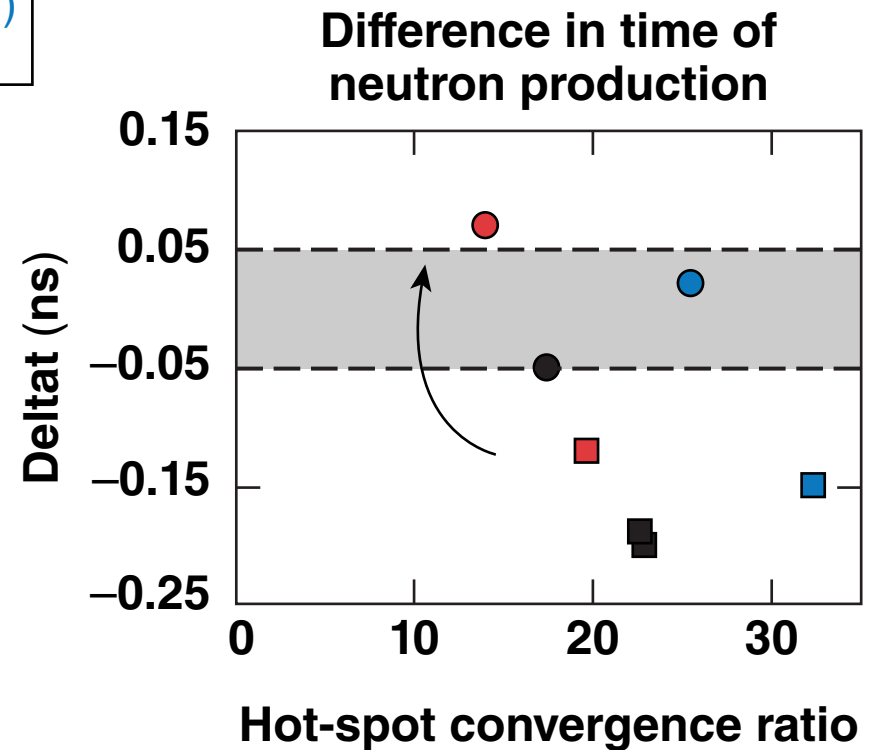 )
Difference in time of
neutron production
0.15
0.05
–0.05
–0.15
–0.25
Deltat (ns)
0
10
20
30
Hot-spot convergence ratio